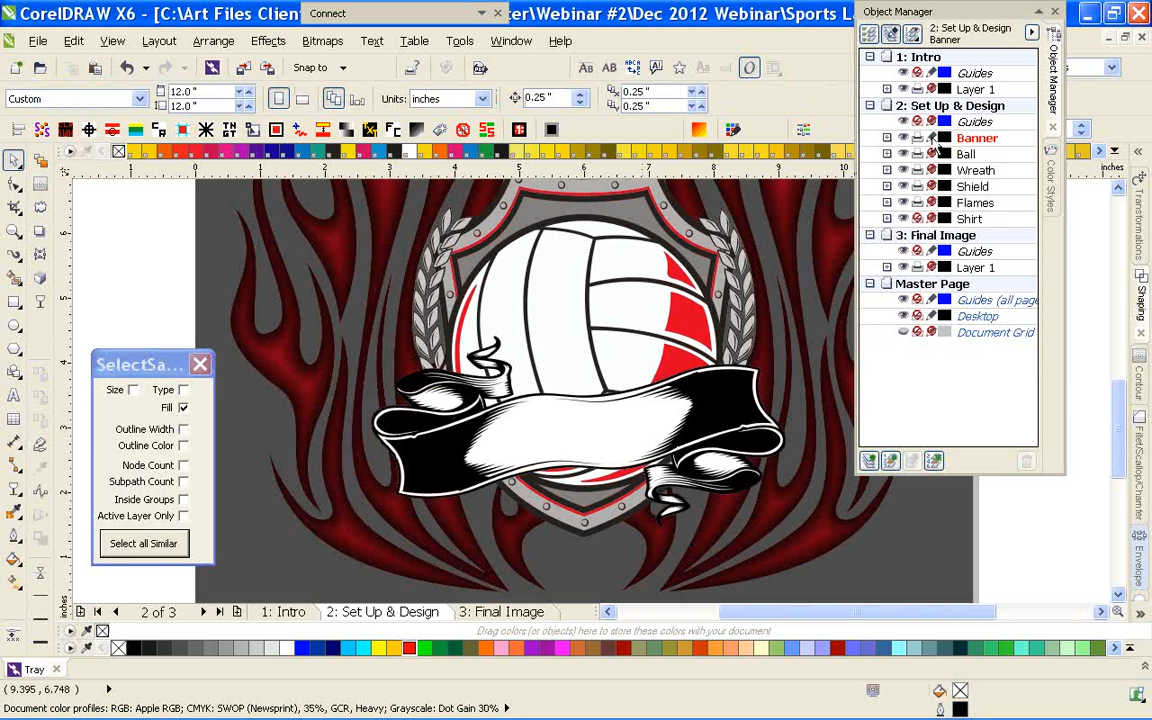 CorelDRAW X6 - [C:\Art Files Clien
Connect
ter\Webinar #2\Dec 2012 Webinar\Sports L
Object Manager
File Edit View Layout Arrange Effects Bitmaps Text Table Tools Window Help
2: Set Up & Design
Banner
Snap to
Custom
12.0 "
12.0 "
Units: inches
0.25 "
0.25 "
0.25 "
1: Intro
Guides
Layer 1
2: Set Up & Design
Guides
Banner
Ball
Wreath
Shield
Flames
Shirt
3: Final Image
Guides
Layer 1
Master Page
Guides (all page
Desktop
Document Grid
Object Manager
Color Styles
Transformations
Shaping
Contour
Fillet/Scallop/Chamfer
Envelope
inches
inches
SelectSa...
Size Type
Fill
Outline Width
Outline Color
Node Count
Subpath Count
Inside Groups
Active Layer Only
Select all Similar
2 of 3 1: Intro 2: Set Up & Design 3: Final Image
Drag colors (or objects) here to store these colors with your document
Tray
( 9.395 , 6.748 )
Document color profiles: RGB: Apple RGB; CMYK: SWOP (Newsprint), 35%, GCR, Heavy; Grayscale: Dot Gain 30%